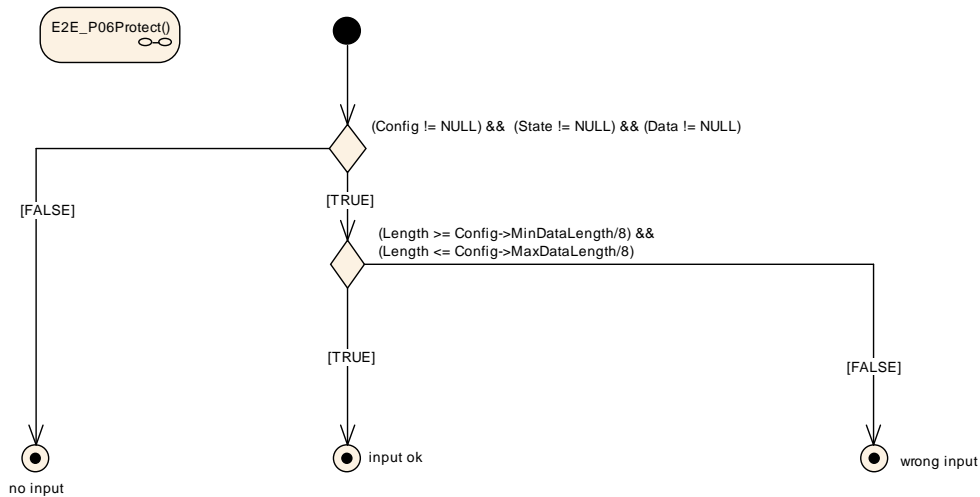 E2E_P06Protect()
(Config != NULL) &&  (State != NULL) && (Data != NULL)
[TRUE]
[FALSE]
(Length >= Config->MinDataLength/8) &&
(Length <= Config->MaxDataLength/8)
[TRUE]
[FALSE]
input ok
wrong input
no input